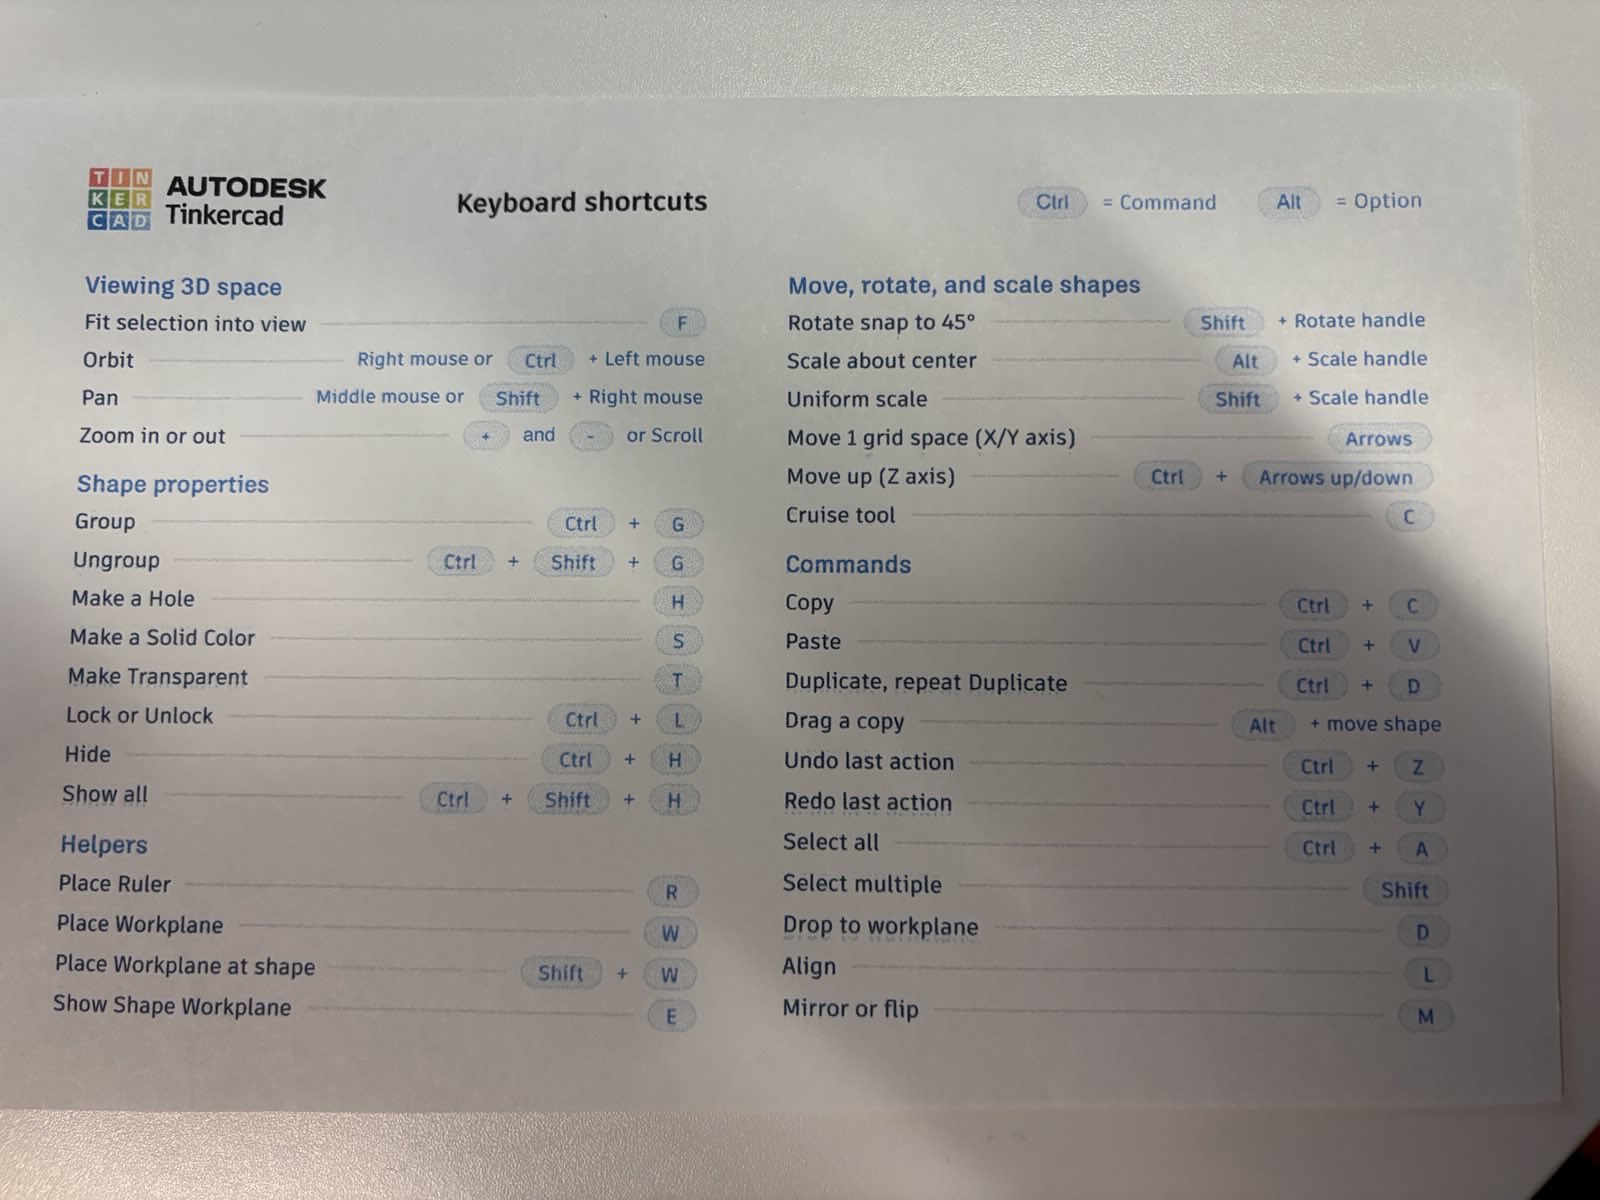 TIN
KER
CAD
AUTODESK
Tinkercad
Keyboard shortcuts
Ctrl = Command Alt = Option
Viewing 3D space
Fit selection into view F
Orbit Right mouse or Ctrl + Left mouse
Pan Middle mouse or Shift + Right mouse
Zoom in or out + and - or Scroll
Shape properties
Group Ctrl + G
Ungroup Ctrl + Shift + G
Make a Hole H
Make a Solid Color S
Make Transparent T
Lock or Unlock Ctrl + L
Hide Ctrl + H
Show all Ctrl + Shift + H
Helpers
Place Ruler R
Place Workplane W
Place Workplane at shape Shift + W
Show Shape Workplane E
Move, rotate, and scale shapes
Rotate snap to 45° Shift + Rotate handle
Scale about center Alt + Scale handle
Uniform scale Shift + Scale handle
Move 1 grid space (X/Y axis) Arrows
Move up (Z axis) Ctrl + Arrows up/down
Cruise tool C
Commands
Copy Ctrl + C
Paste Ctrl + V
Duplicate, repeat Duplicate Ctrl + D
Drag a copy Alt + move shape
Undo last action Ctrl + Z
Redo last action Ctrl + Y
Select all Ctrl + A
Select multiple Shift
Drop to workplane D
Align L
Mirror or flip M